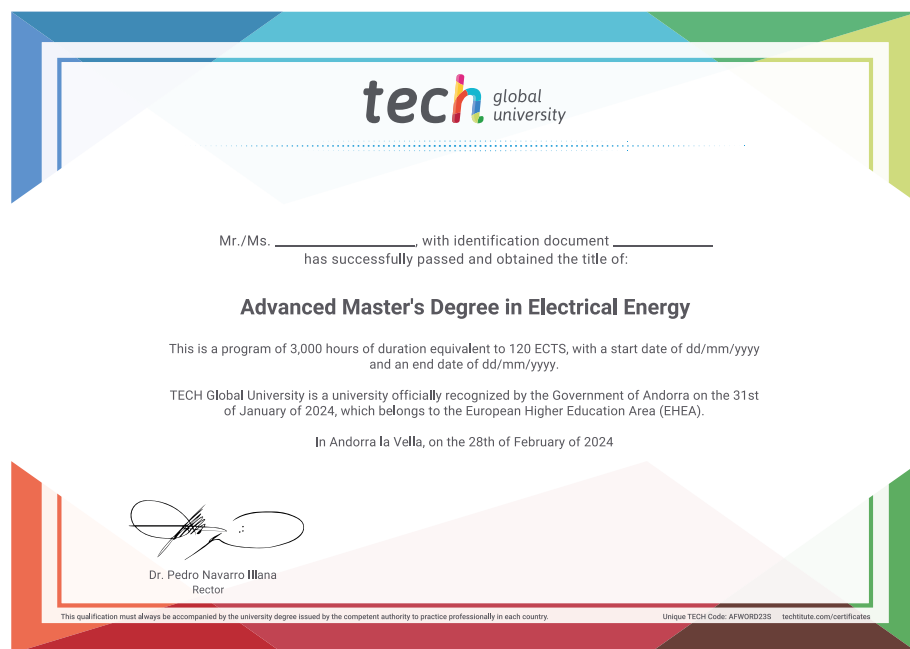 tech global
university
Mr./Ms. ____________, with identification document ____________
has successfully passed and obtained the title of:
Advanced Master's Degree in Electrical Energy
This is a program of 3,000 hours of duration equivalent to 120 ECTS, with a start date of dd/mm/yyyy
and an end date of dd/mm/yyyy.
TECH Global University is a university officially recognized by the Government of Andorra on the 31st
of January of 2024, which belongs to the European Higher Education Area (EHEA).
In Andorra la Vella, on the 28th of February of 2024
Dr. Pedro Navarro Illana
Rector
This qualification must always be accompanied by the university degree issued by the competent authority to practice professionally in each country.
Unique TECH Code: AFWORD23S techtitute.com/certificates